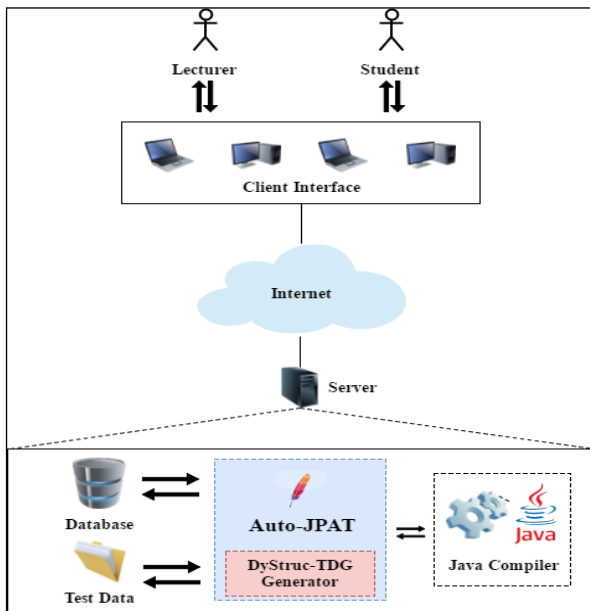 Lecturer
Student
Client Interface
Internet
Server
Database
Auto-JPAT
DyStruc-TDG
Generator
Test Data
Java
Java Compiler